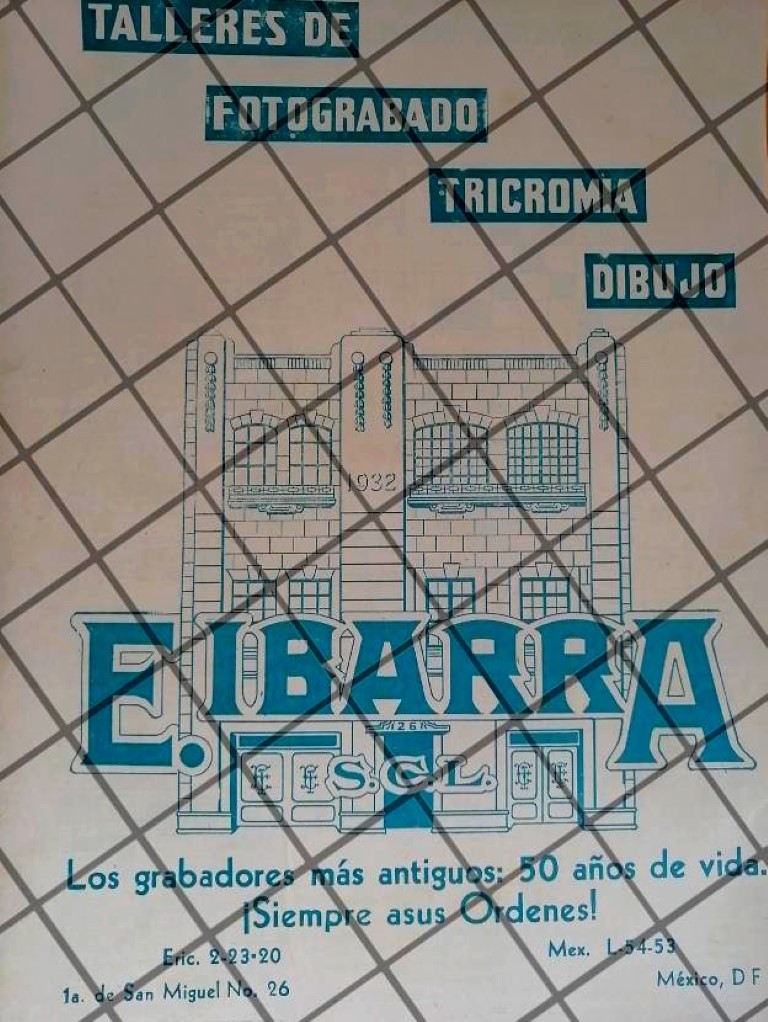 TALLERES DE
FOTOGRABADO
TRICROMIA
DIBUJO
1932
E. IBARRA
26
S.C.L.
Los grabadores más antiguos: 50 años de vida.
¡Siempre asus Ordenes!
Eric. 2-23-20 Mex. L-54-53
1a. de San Miguel No. 26 México, D F